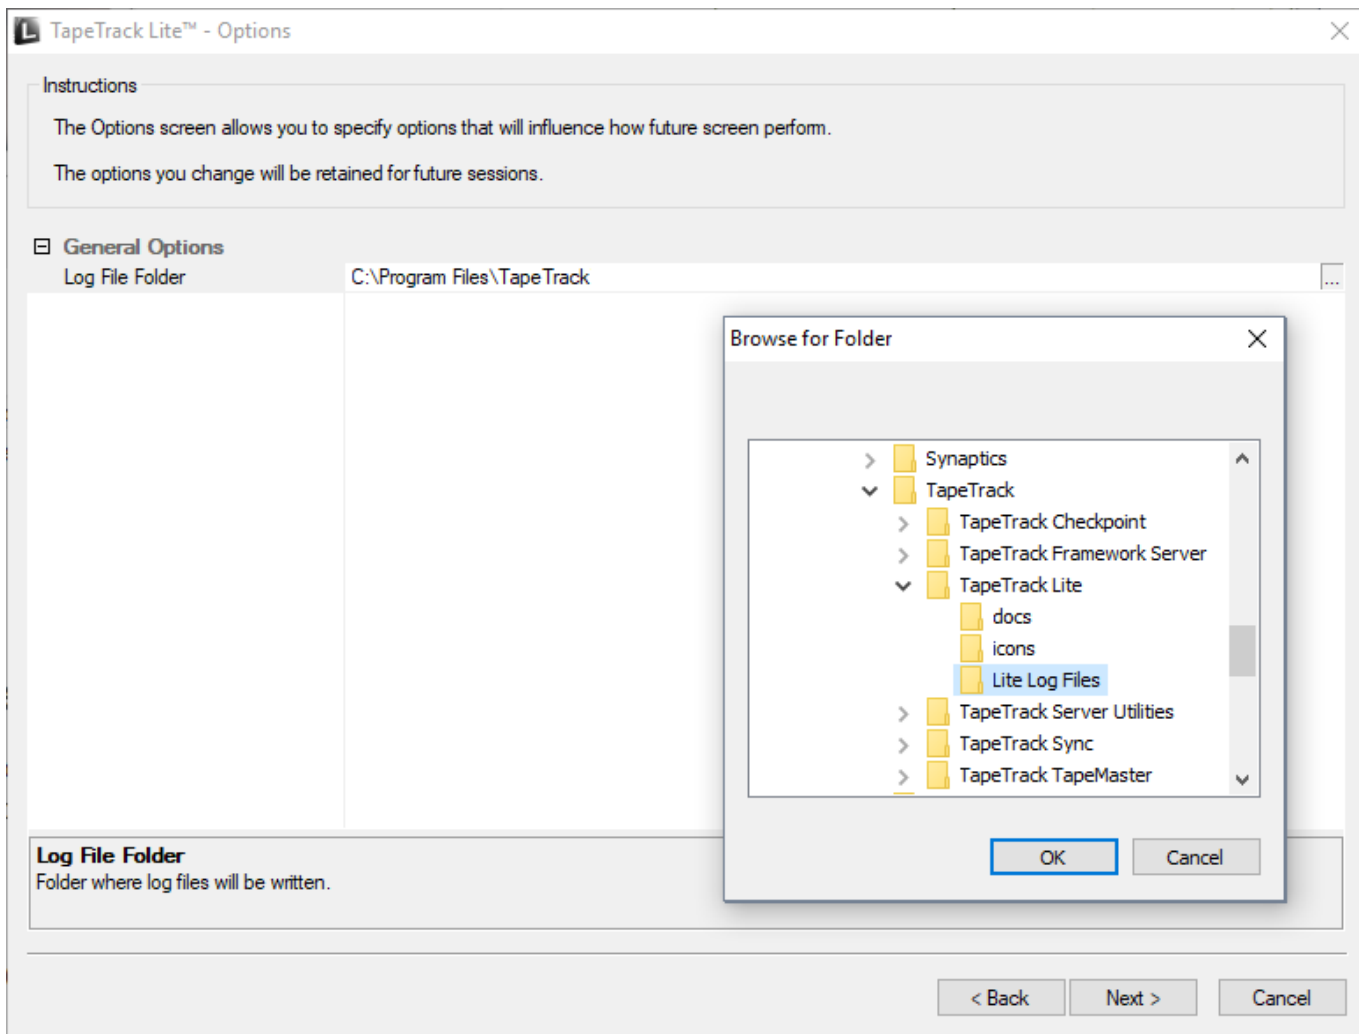 L TapeTrack Lite™ - Options
Instructions
The Options screen allows you to specify options that will influence how future screen perform.
The options you change will be retained for future sessions.
General Options
Log File Folder C:\Program Files\TapeTrack ...
Browse for Folder
Synaptics
TapeTrack
TapeTrack Checkpoint
TapeTrack Framework Server
TapeTrack Lite
docs
icons
Lite Log Files
TapeTrack Server Utilities
TapeTrack Sync
TapeTrack TapeMaster
OK Cancel
Log File Folder
Folder where log files will be written.
< Back Next > Cancel